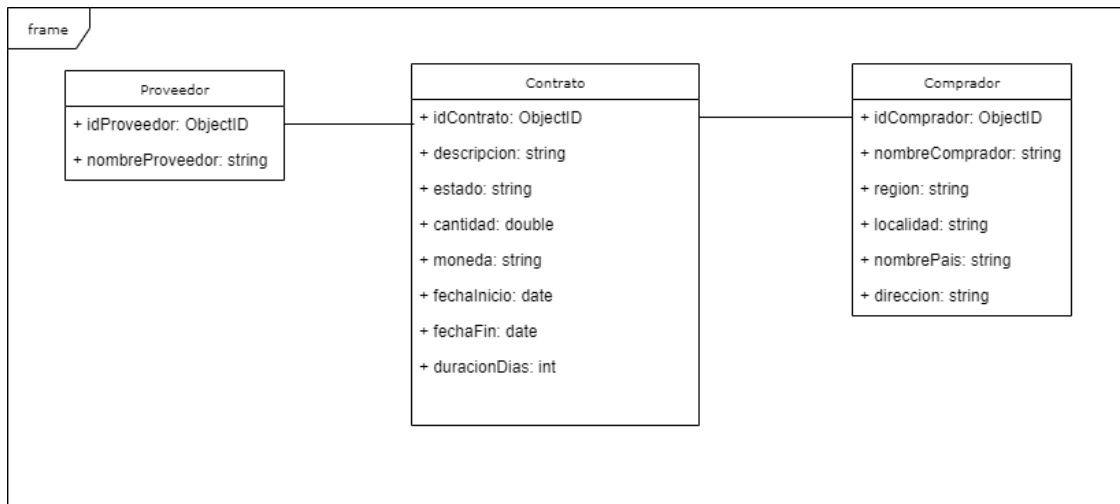 frame
Proveedor
+ idProveedor: ObjectID
+ nombreProveedor: string
Contrato
+ idContrato: ObjectID
+ descripcion: string
+ estado: string
+ cantidad: double
+ moneda: string
+ fechaInicio: date
+ fechaFin: date
+ duracionDias: int
Comprador
+ idComprador: ObjectID
+ nombreComprador: string
+ region: string
+ localidad: string
+ nombrePais: string
+ direccion: string